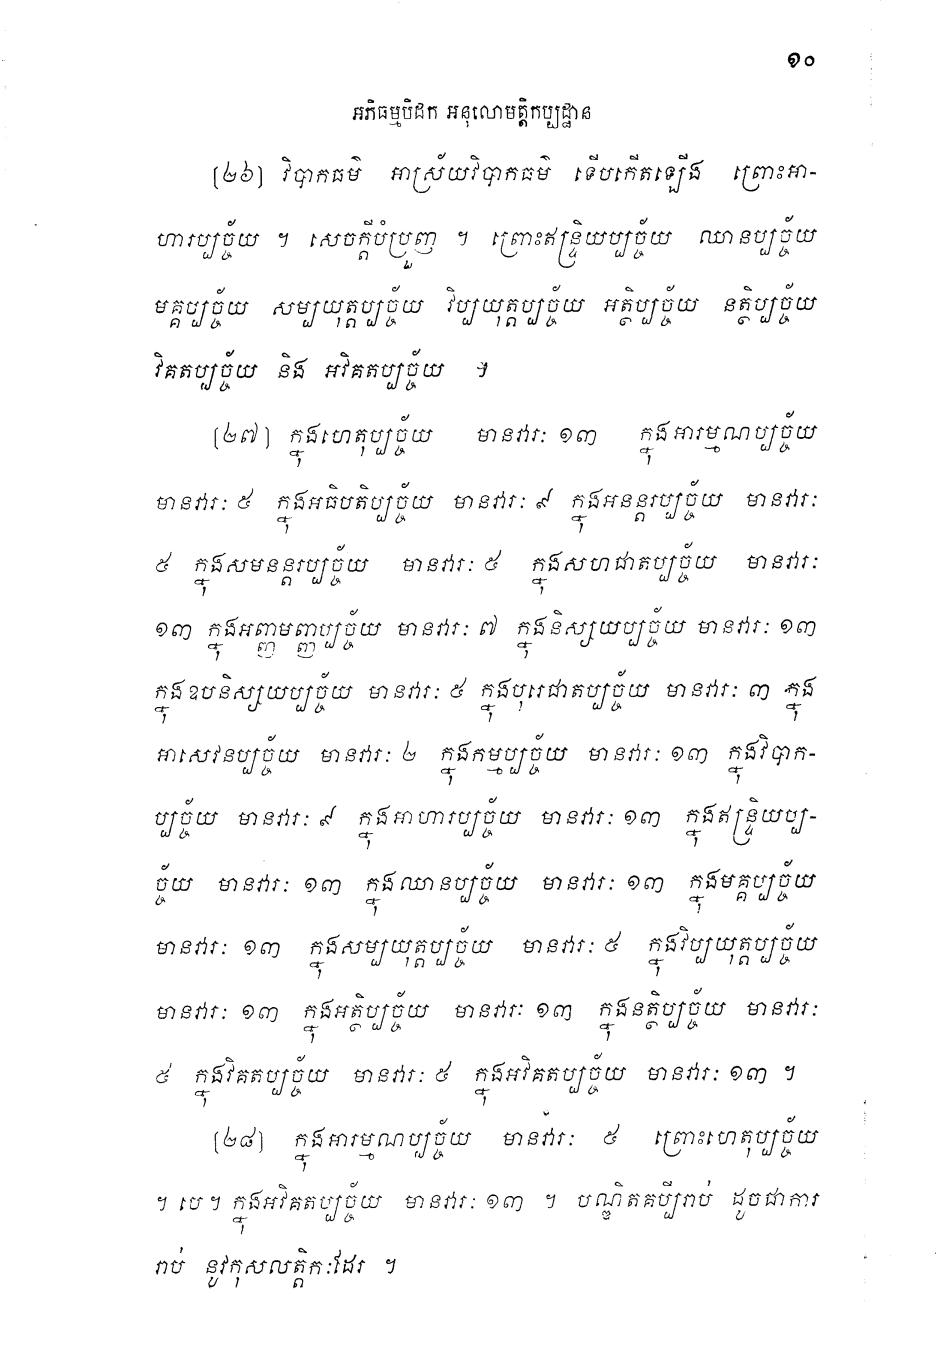 ១០
អភិធម្មបិដក អនុលោមត្តិកប្បដ្ឋាន
(២៦) វិបាកធម៌ អាស្រ័យវិបាកធម៌ ទើបកើតឡើង ព្រោះអា-
ហារប្បច្ច័យ ។ សេចក្តីបំប្រួញ ។ ព្រោះឥន្ទ្រិយប្បច្ច័យ ឈានប្បច្ច័យ
មគ្គប្បច្ច័យ សម្បយុត្តប្បច្ច័យ វិប្បយុត្តប្បច្ច័យ អត្ថិប្បច្ច័យ នត្ថិប្បច្ច័យ
វិគតប្បច្ច័យ និង អវិគតប្បច្ច័យ ៕
(២៧) ក្នុងហេតុប្បច្ច័យ មានវារៈ ១៣ ក្នុងអារម្មណប្បច្ច័យ
មានវារៈ ៥ ក្នុងអធិបតិប្បច្ច័យ មានវារៈ ៩ ក្នុងអនន្តរប្បច្ច័យ មានវារៈ
៥ ក្នុងសមនន្តរប្បច្ច័យ មានវារៈ ៥ ក្នុងសហជាតប្បច្ច័យ មានវារៈ
១៣ ក្នុងអញ្ញាមញ្ញប្បច្ច័យ មានវារៈ ៧ ក្នុងនិស្សយប្បច្ច័យ មានវារៈ ១៣
ក្នុងឧបនិស្សយប្បច្ច័យ មានវារៈ ៥ ក្នុងបុរេជាតប្បច្ច័យ មានវារៈ ៣ ក្នុង
អាសេវនប្បច្ច័យ មានវារៈ ២ ក្នុងកម្មប្បច្ច័យ មានវារៈ ១៣ ក្នុងវិបាក-
ប្បច្ច័យ មានវារៈ ៩ ក្នុងអាហារប្បច្ច័យ មានវារៈ ១៣ ក្នុងឥន្ទ្រិយប្ប-
ច្ច័យ មានវារៈ ១៣ ក្នុងឈានប្បច្ច័យ មានវារៈ ១៣ ក្នុងមគ្គប្បច្ច័យ
មានវារៈ ១៣ ក្នុងសម្បយុត្តប្បច្ច័យ មានវារៈ ៥ ក្នុងវិប្បយុត្តប្បច្ច័យ
មានវារៈ ១៣ ក្នុងអត្ថិប្បច្ច័យ មានវារៈ ១៣ ក្នុងនត្ថិប្បច្ច័យ មានវារៈ
៥ ក្នុងវិគតប្បច្ច័យ មានវារៈ ៥ ក្នុងអវិគតប្បច្ច័យ មានវារៈ ១៣ ។
(២៨) ក្នុងអារម្មណប្បច្ច័យ មានវារៈ ៥ ព្រោះហេតុប្បច្ច័យ
។ បេ ។ ក្នុងអវិគតប្បច្ច័យ មានវារៈ ១៣ ។ បណ្ឌិតគប្បីរាប់ ដូចជាការ
រាប់ នូវកុសលត្តិកៈដែរ ។